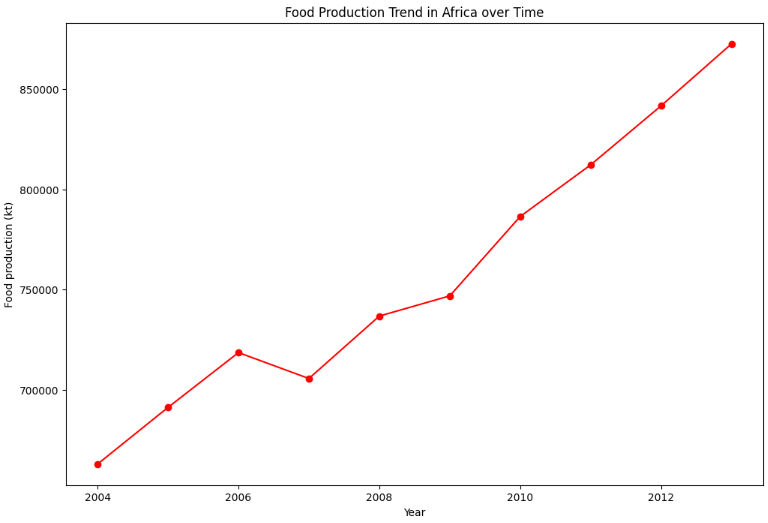 Food Production Trend in Africa over Time
850000
800000
750000
700000
Food production (kt)
2004 2006 2008 2010 2012
Year